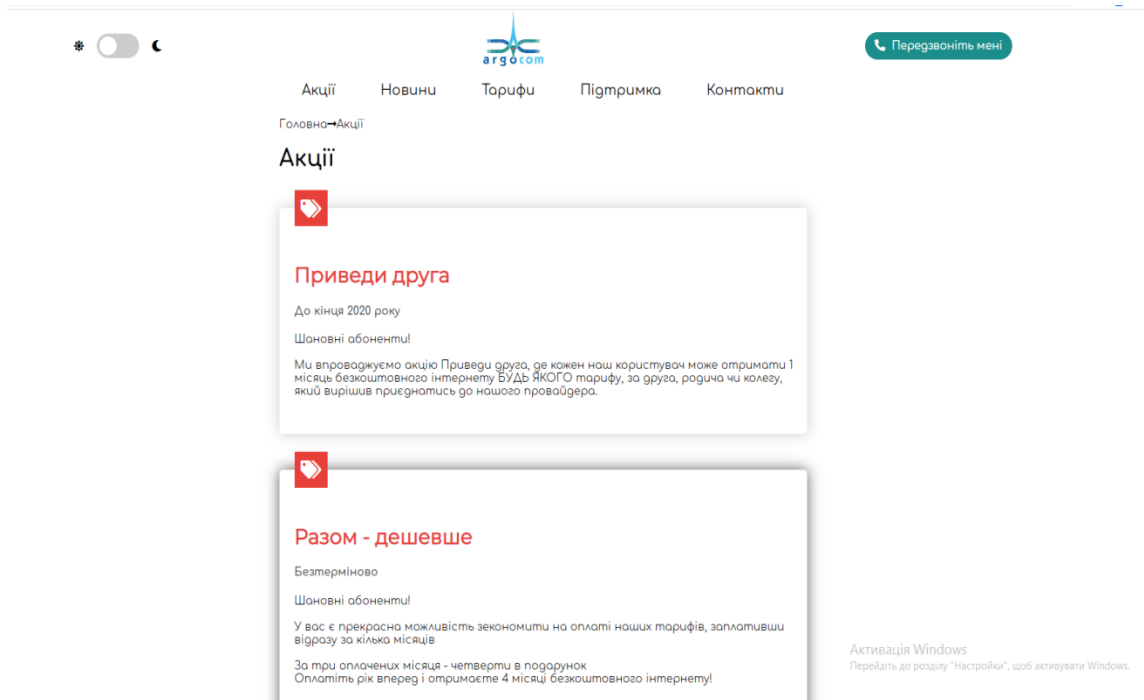 argocom
Передзвоніть мені
Акції Новини Тарифи Підтримка Контакти
Головна→Акції
Акції
Приведи друга
До кінця 2020 року
Шановні абоненти!
Ми впроваджуємо акцію Приведи друга, де кожен наш користувач може отримати 1
місяць безкоштовного інтернету БУДЬ ЯКОГО тарифу, за друга, родича чи колегу,
який вирішив приєднатись до нашого провайдера.
Разом - дешевше
Безтерміново
Шановні абоненти!
У вас є прекрасна можливість зекономити на оплаті наших тарифів, заплативши
відразу за кілька місяців
За три оплачених місяця - четверти в подарунок
Оплатіть рік вперед і отримаєте 4 місяці безкоштовного інтернету!
Активація Windows
Перейдіть до розділу "Настройки", щоб активувати Windows.